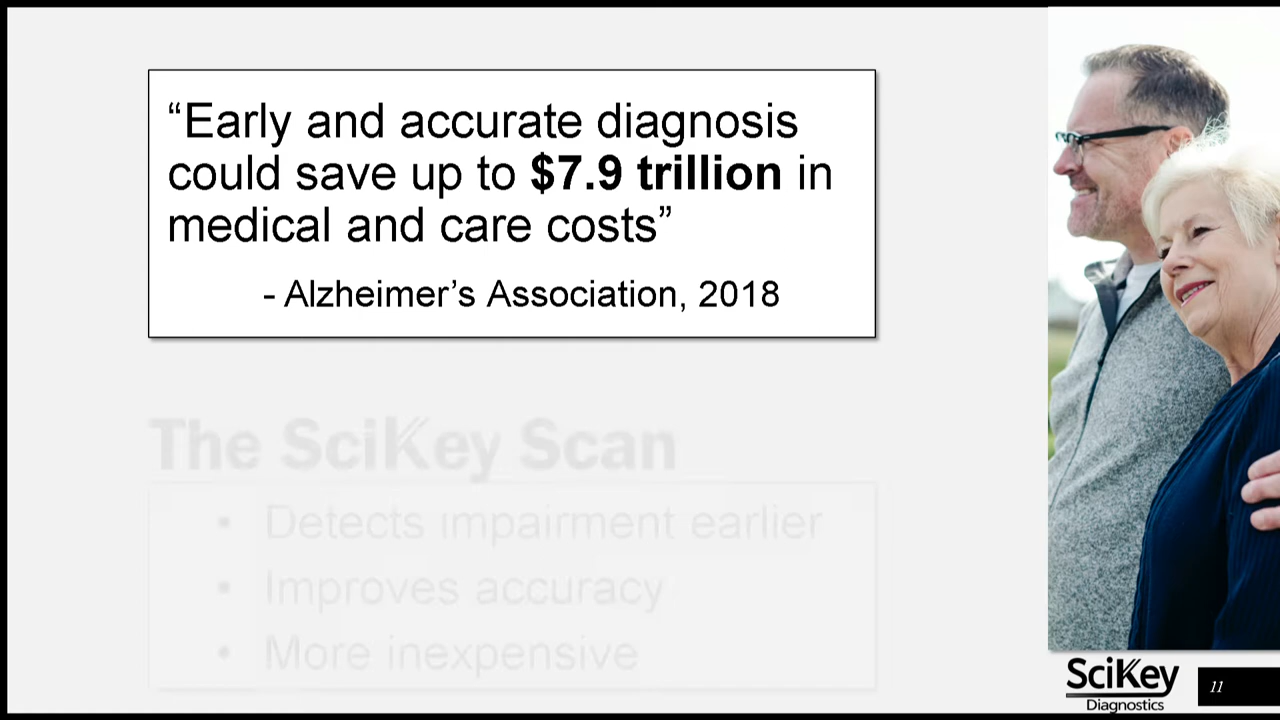 “Early and accurate diagnosis
could save up to $7.9 trillion in
medical and care costs”
- Alzheimer’s Association, 2018
The SciKey Scan
• Detects impairment earlier
• Improves accuracy
• More inexpensive
SciKey
Diagnostics
11